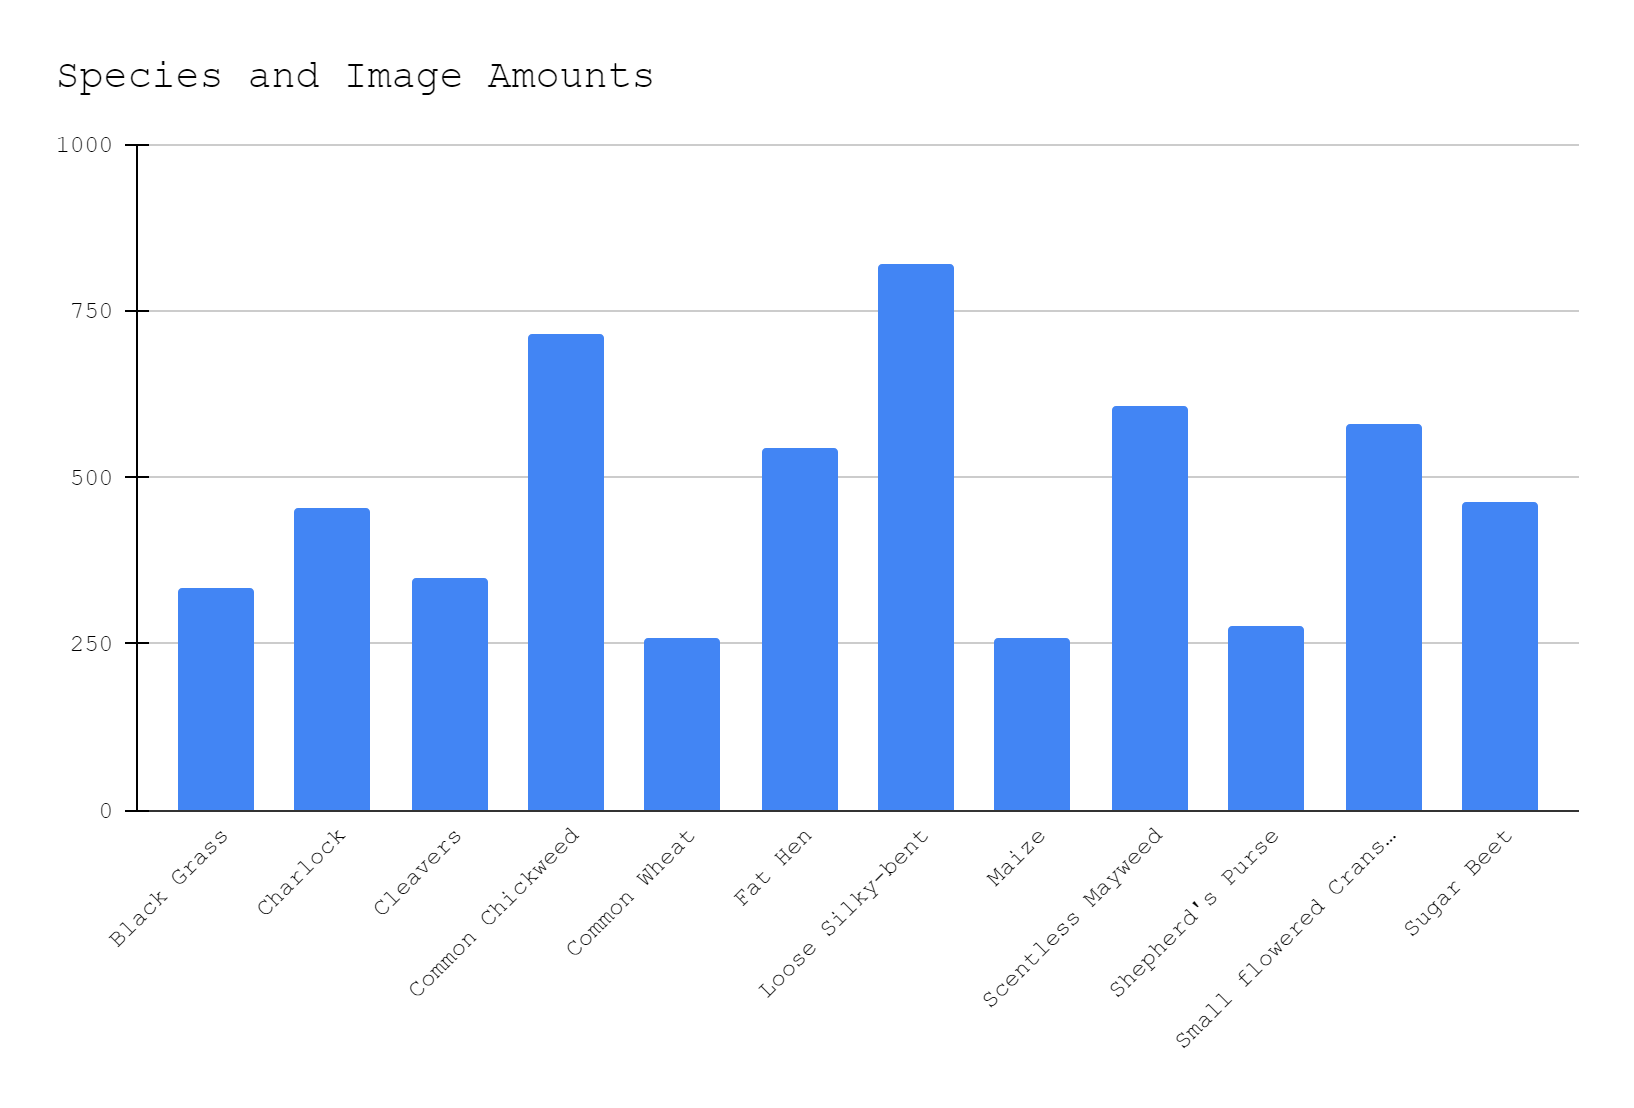 Species and Image Amounts
1000
750
500
250
0
Black Grass
Charlock
Cleavers
Common Chickweed
Common Wheat
Fat Hen
Loose Silky-bent
Maize
Scentless Mayweed
Shepherd's Purse
Small flowered Crans…
Sugar Beet